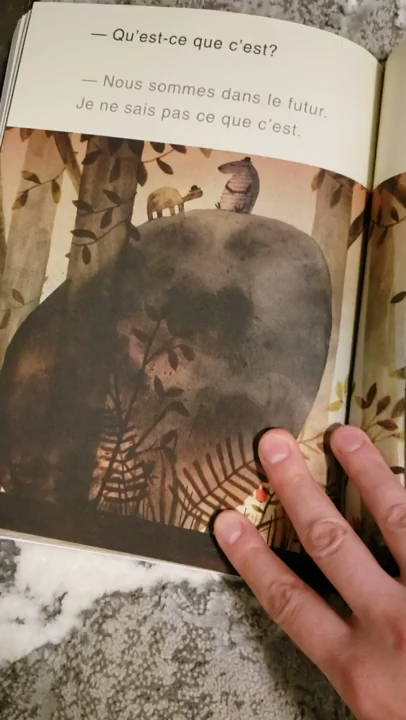 — Qu'est-ce que c'est?
— Nous sommes dans le futur.
Je ne sais pas ce que c'est.